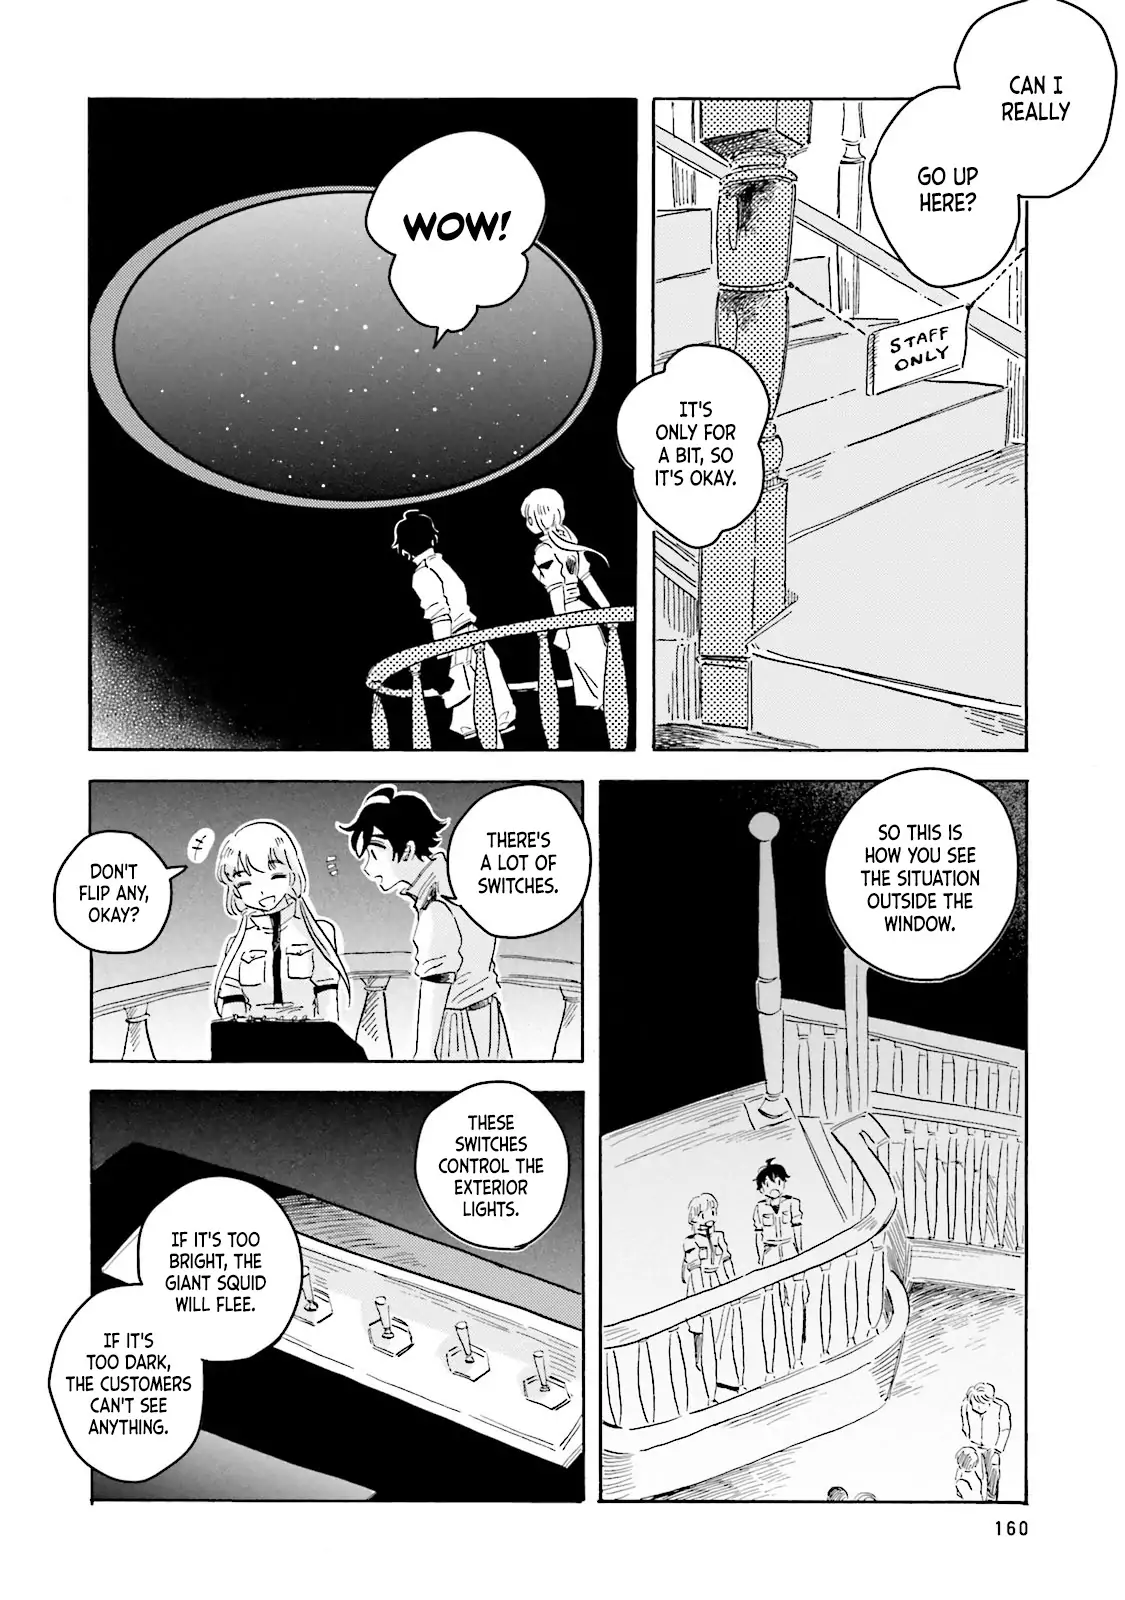 CAN I
REALLY
GO UP
HERE?
STAFF
ONLY
IT'S
ONLY FOR
A BIT, SO
IT'S OKAY.
WOW!
SO THIS IS
HOW YOU SEE
THE SITUATION
OUTSIDE THE
WINDOW.
THERE'S
A LOT OF
SWITCHES.
DON'T
FLIP ANY,
OKAY?
THESE
SWITCHES
CONTROL THE
EXTERIOR
LIGHTS.
IF IT'S TOO
BRIGHT, THE
GIANT SQUID
WILL FLEE.
IF IT'S
TOO DARK,
THE CUSTOMERS
CAN'T SEE
ANYTHING.
160